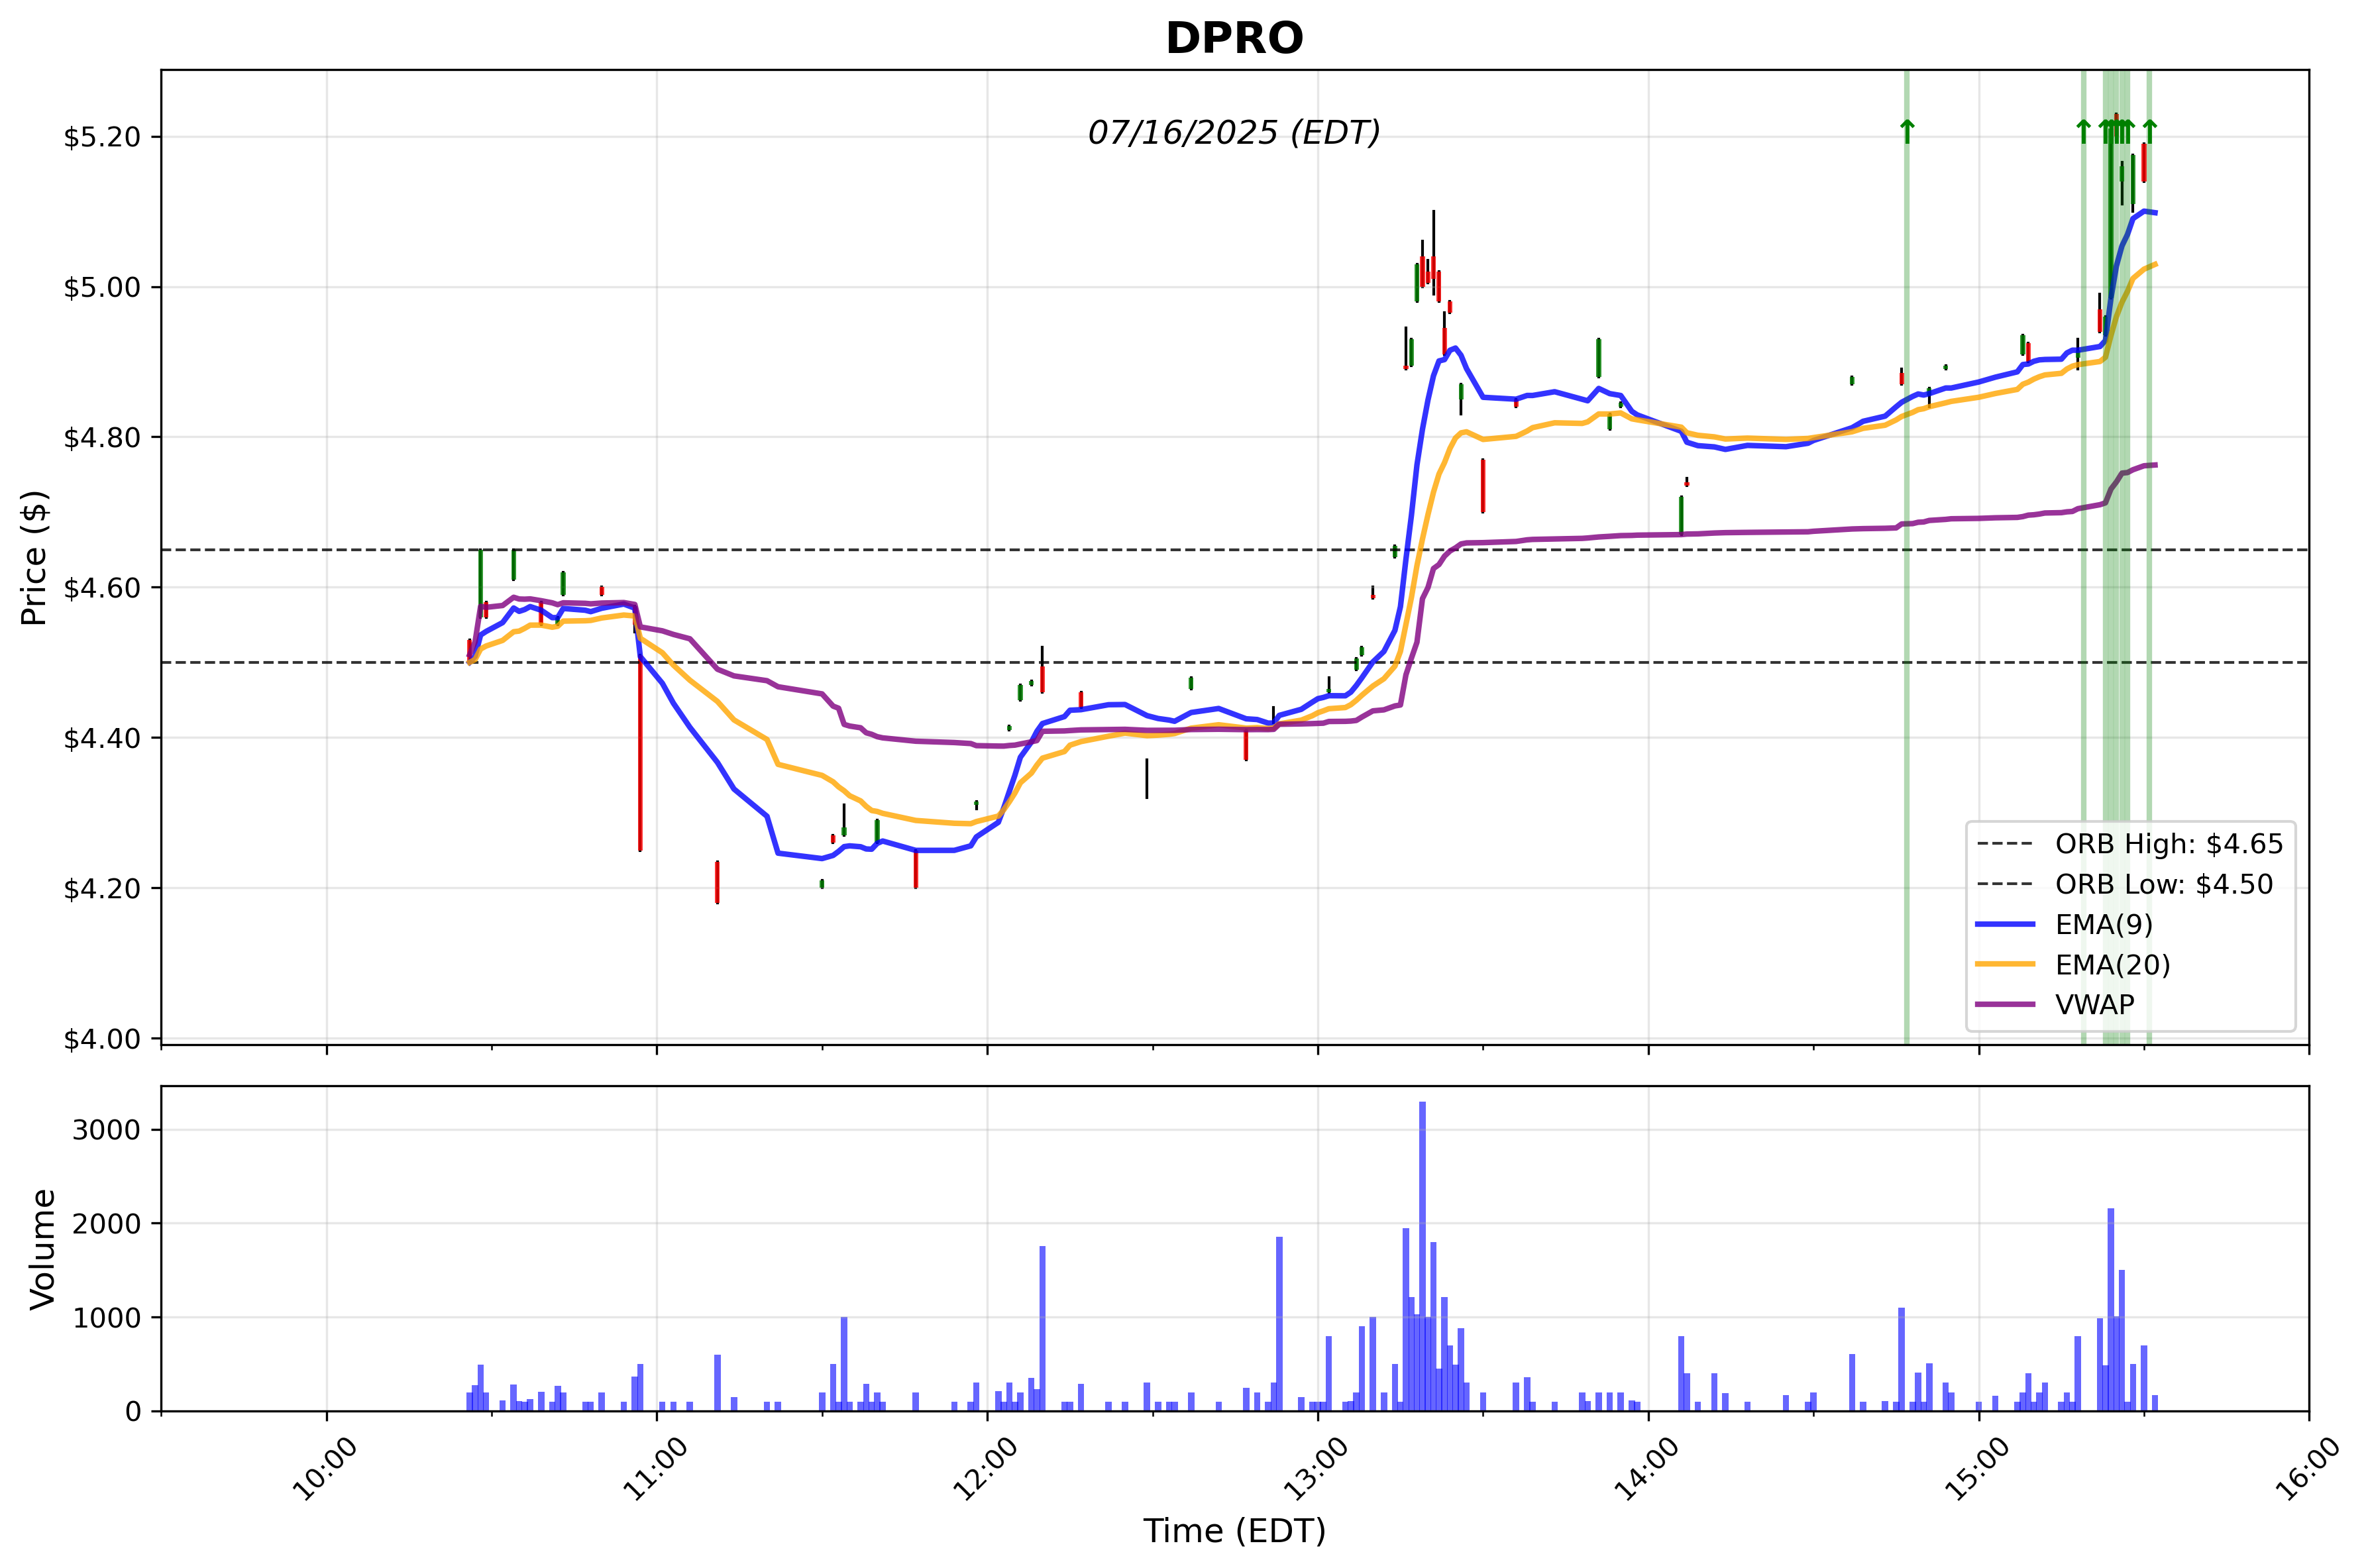 DPRO
07/16/2025 (EDT)
$5.20
$5.00
$4.80
$4.60
$4.40
$4.20
$4.00
Price ($)
ORB High: $4.65
ORB Low: $4.50
EMA(9)
EMA(20)
VWAP
3000
2000
1000
0
Volume
10:00
11:00
12:00
13:00
14:00
15:00
16:00
Time (EDT)